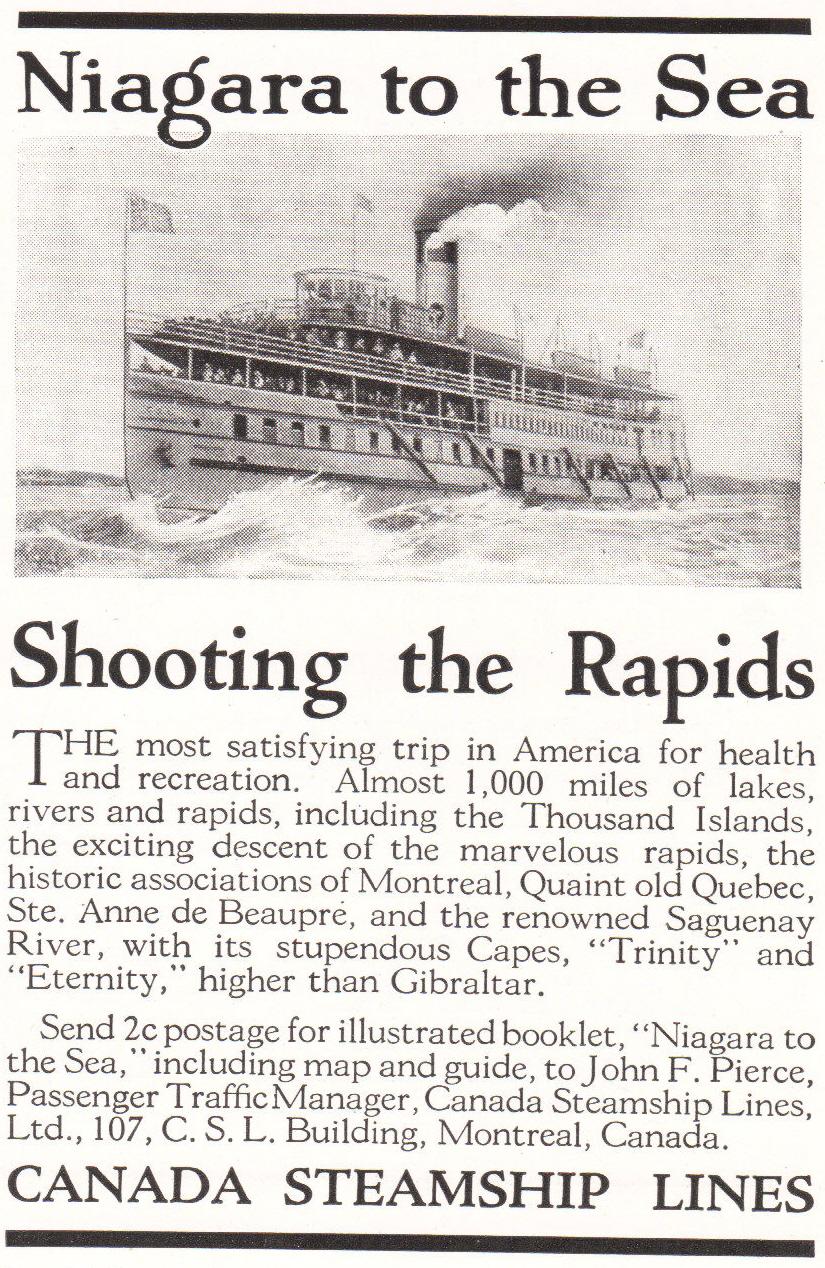 Niagara to the Sea
Shooting the Rapids
THE most satisfying trip in America for health
and recreation. Almost 1,000 miles of lakes,
rivers and rapids, including the Thousand Islands,
the exciting descent of the marvelous rapids, the
historic associations of Montreal, Quaint old Quebec,
Ste. Anne de Beaupré, and the renowned Saguenay
River, with its stupendous Capes, “Trinity” and
“Eternity,” higher than Gibraltar.
Send 2c postage for illustrated booklet, “Niagara to
the Sea,” including map and guide, to John F. Pierce,
Passenger Traffic Manager, Canada Steamship Lines,
Ltd., 107, C. S. L. Building, Montreal, Canada.
CANADA STEAMSHIP LINES